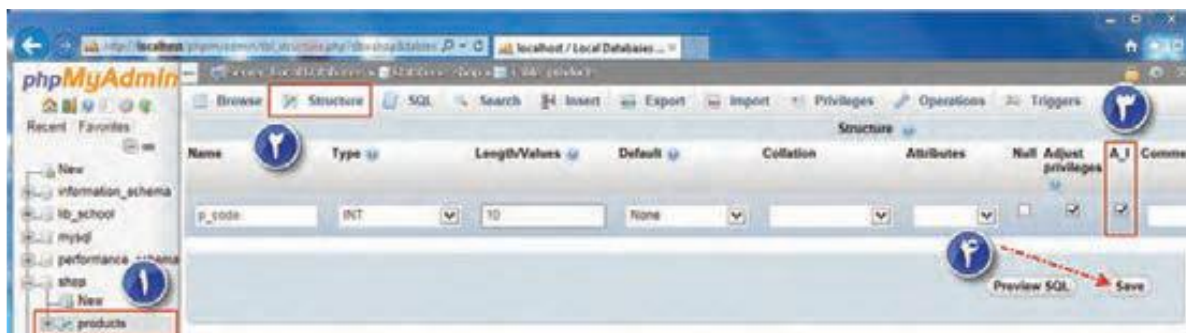 localhost / Local Databases ...
phpMyAdmin
Recent Favorites
New
information_schema
lib_school
mysql
performance_schema
shop
New
products
Browse Structure SQL Search Insert Export Import Privileges Operations Triggers
Structure
Name Type Length/Values Default Collation Attributes Null Adjust privileges A_I
p_code INT 10 None
Preview SQL Save
۱
۲
۳
۴